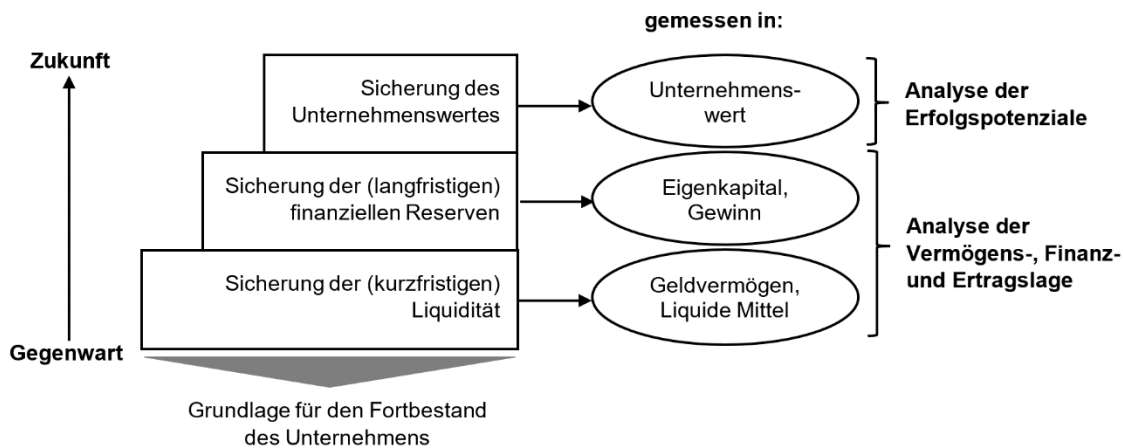 gemessen in:
Zukunft
Sicherung des
Unternehmenswertes
Unternehmens-
wert
Analyse der
Erfolgspotenziale
Sicherung der (langfristigen)
finanziellen Reserven
Eigenkapital,
Gewinn
Analyse der
Vermögens-, Finanz-
und Ertragslage
Sicherung der (kurzfristigen)
Liquidität
Geldvermögen,
Liquide Mittel
Gegenwart
Grundlage für den Fortbestand
des Unternehmens